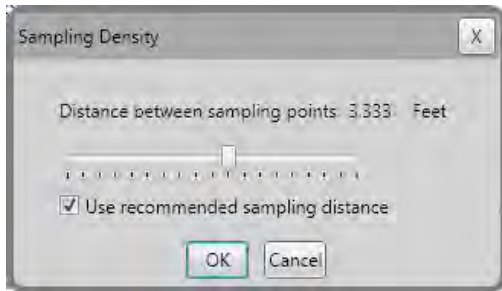 Sampling Density X
Distance between sampling points 3.333 Feet
Use recommended sampling distance
OK Cancel